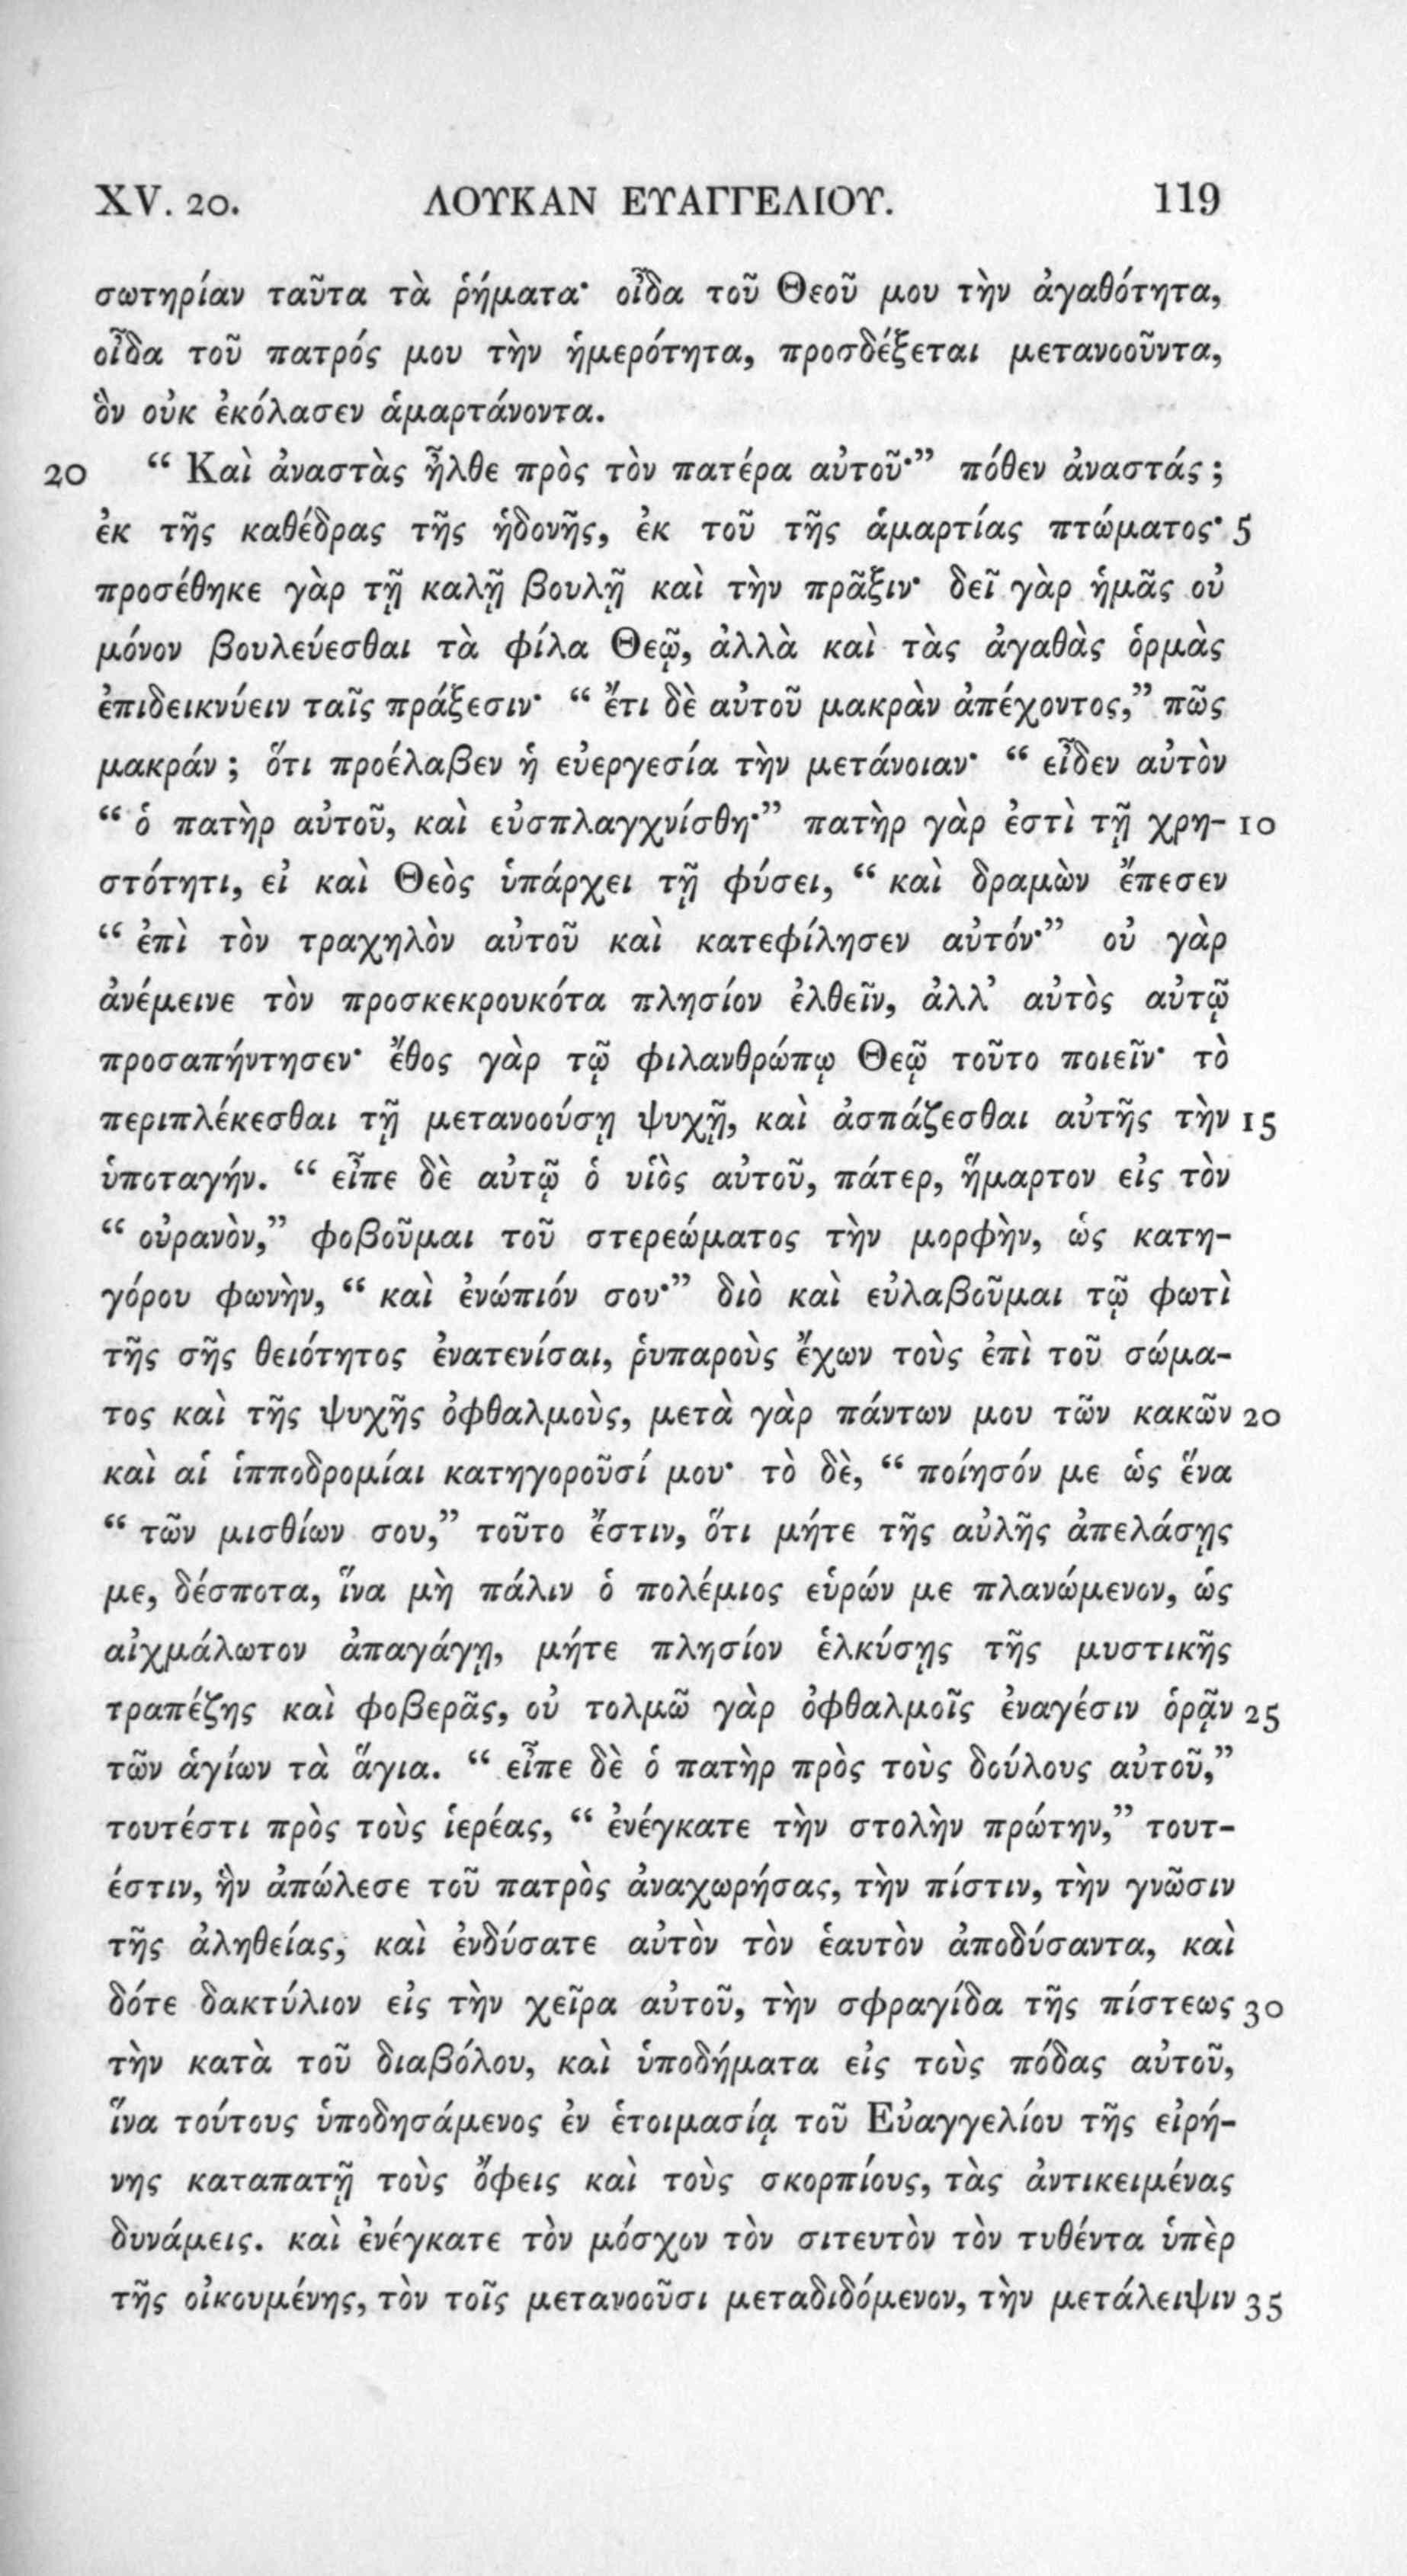 XV. 20. ΛΟΥΚΑΝ ΕΥΑΓΓΕΛΙΟΥ. 119
σωτηρίαν ταῦτα τὰ ῥήματα· οἶδα τοῦ Θεοῦ μου τὴν ἀγαθότητα,
οἶδα τοῦ πατρός μου τὴν ἡμερότητα, προσδέξεται μετανοοῦντα,
ὃν οὐκ ἐκόλασεν ἁμαρτάνοντα.
20 “ Καὶ ἀναστὰς ἦλθε πρὸς τὸν πατέρα αὐτοῦ·” πόθεν ἀναστάς ;
ἐκ τῆς καθέδρας τῆς ἡδονῆς, ἐκ τοῦ τῆς ἁμαρτίας πτώματος· 5
προσέθηκε γὰρ τῇ καλῇ βουλῇ καὶ τὴν πρᾶξιν· δεῖ γὰρ ἡμᾶς οὐ
μόνον βουλεύεσθαι τὰ φίλα Θεῷ, ἀλλὰ καὶ τὰς ἀγαθὰς ὁρμὰς
ἐπιδεικνύειν ταῖς πράξεσιν· “ ἔτι δὲ αὐτοῦ μακρὰν ἀπέχοντος,” πῶς
μακράν ; ὅτι προέλαβεν ἡ εὐεργεσία τὴν μετάνοιαν· “ εἶδεν αὐτὸν
“ ὁ πατὴρ αὐτοῦ, καὶ εὐσπλαγχνίσθη·” πατὴρ γὰρ ἐστὶ τῇ χρη- 10
στότητι, εἰ καὶ Θεὸς ὑπάρχει τῇ φύσει, “ καὶ δραμὼν ἔπεσεν
“ ἐπὶ τὸν τραχηλὸν αὐτοῦ καὶ κατεφίλησεν αὐτόν·” οὐ γὰρ
ἀνέμεινε τὸν προσκεκρουκότα πλησίον ἐλθεῖν, ἀλλ’ αὐτὸς αὐτῷ
προσαπήντησεν· ἔθος γὰρ τῷ φιλανθρώπῳ Θεῷ τοῦτο ποιεῖν· τὸ
περιπλέκεσθαι τῇ μετανοούσῃ ψυχῇ, καὶ ἀσπάζεσθαι αὐτῆς τὴν 15
ὑποταγήν. “ εἶπε δὲ αὐτῷ ὁ υἱὸς αὐτοῦ, πάτερ, ἥμαρτον εἰς τὸν
“ οὐρανὸν,” φοβοῦμαι τοῦ στερεώματος τὴν μορφὴν, ὡς κατη-
γόρου φωνὴν, “ καὶ ἐνώπιόν σου·” διὸ καὶ εὐλαβοῦμαι τῷ φωτὶ
τῆς σῆς θειότητος ἐνατενίσαι, ῥυπαροὺς ἔχων τοὺς ἐπὶ τοῦ σώμα-
τος καὶ τῆς ψυχῆς ὀφθαλμοὺς, μετὰ γὰρ πάντων μου τῶν κακῶν 20
καὶ αἱ ἱπποδρομίαι κατηγοροῦσί μου· τὸ δὲ, “ ποίησόν με ὡς ἕνα
“ τῶν μισθίων σου,” τοῦτο ἔστιν, ὅτι μήτε τῆς αὐλῆς ἀπελάσῃς
με, δέσποτα, ἵνα μὴ πάλιν ὁ πολέμιος εὑρών με πλανώμενον, ὡς
αἰχμάλωτον ἀπαγάγῃ, μήτε πλησίον ἑλκύσῃς τῆς μυστικῆς
τραπέζης καὶ φοβερᾶς, οὐ τολμῶ γὰρ ὀφθαλμοῖς ἐναγέσιν ὁρᾷν 25
τῶν ἁγίων τὰ ἅγια. “ εἶπε δὲ ὁ πατὴρ πρὸς τοὺς δούλους αὐτοῦ,”
τουτέστι πρὸς τοὺς ἱερέας, “ ἐνέγκατε τὴν στολὴν πρώτην,” τουτ-
έστιν, ἣν ἀπώλεσε τοῦ πατρὸς ἀναχωρήσας, τὴν πίστιν, τὴν γνῶσιν
τῆς ἀληθείας, καὶ ἐνδύσατε αὐτὸν τὸν ἑαυτὸν ἀποδύσαντα, καὶ
δότε δακτύλιον εἰς τὴν χεῖρα αὐτοῦ, τὴν σφραγίδα τῆς πίστεως 30
τὴν κατὰ τοῦ διαβόλου, καὶ ὑποδήματα εἰς τοὺς πόδας αὐτοῦ,
ἵνα τούτους ὑποδησάμενος ἐν ἑτοιμασίᾳ τοῦ Εὐαγγελίου τῆς εἰρή-
νης καταπατῇ τοὺς ὄφεις καὶ τοὺς σκορπίους, τὰς ἀντικειμένας
δυνάμεις. καὶ ἐνέγκατε τὸν μόσχον τὸν σιτευτὸν τὸν τυθέντα ὑπὲρ
τῆς οἰκουμένης, τὸν τοῖς μετανοοῦσι μεταδιδόμενον, τὴν μετάλειψιν 35